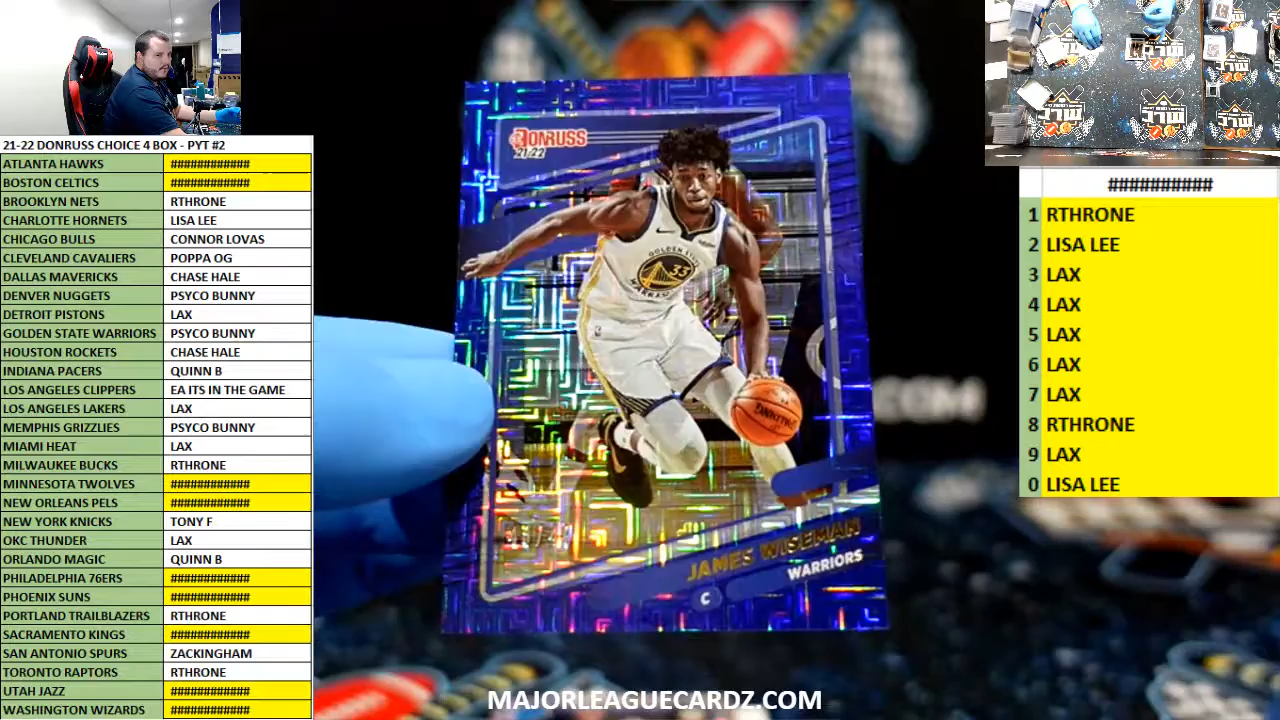 21-22 DONRUSS CHOICE 4 BOX - PYT #2
ATLANTA HAWKS ############
BOSTON CELTICS ############
BROOKLYN NETS RTHRONE
CHARLOTTE HORNETS LISA LEE
CHICAGO BULLS CONNOR LOVAS
CLEVELAND CAVALIERS POPPA OG
DALLAS MAVERICKS CHASE HALE
DENVER NUGGETS PSYCO BUNNY
DETROIT PISTONS LAX
GOLDEN STATE WARRIORS PSYCO BUNNY
HOUSTON ROCKETS CHASE HALE
INDIANA PACERS QUINN B
LOS ANGELES CLIPPERS EA ITS IN THE GAME
LOS ANGELES LAKERS LAX
MEMPHIS GRIZZLIES PSYCO BUNNY
MIAMI HEAT LAX
MILWAUKEE BUCKS RTHRONE
MINNESOTA TWOLVES ############
NEW ORLEANS PELS ############
NEW YORK KNICKS TONY F
OKC THUNDER LAX
ORLANDO MAGIC QUINN B
PHILADELPHIA 76ERS ############
PHOENIX SUNS ############
PORTLAND TRAILBLAZERS RTHRONE
SACRAMENTO KINGS ############
SAN ANTONIO SPURS ZACKINGHAM
TORONTO RAPTORS RTHRONE
UTAH JAZZ ############
WASHINGTON WIZARDS ############
DONRUSS
21/22
GOLDEN STATE
33
WARRIORS
SPALDING
JAMES WISEMAN
WARRIORS
C
.COM
MAJORLEAGUECARDZ.COM
##########
1 RTHRONE
2 LISA LEE
3 LAX
4 LAX
5 LAX
6 LAX
7 LAX
8 RTHRONE
9 LAX
0 LISA LEE